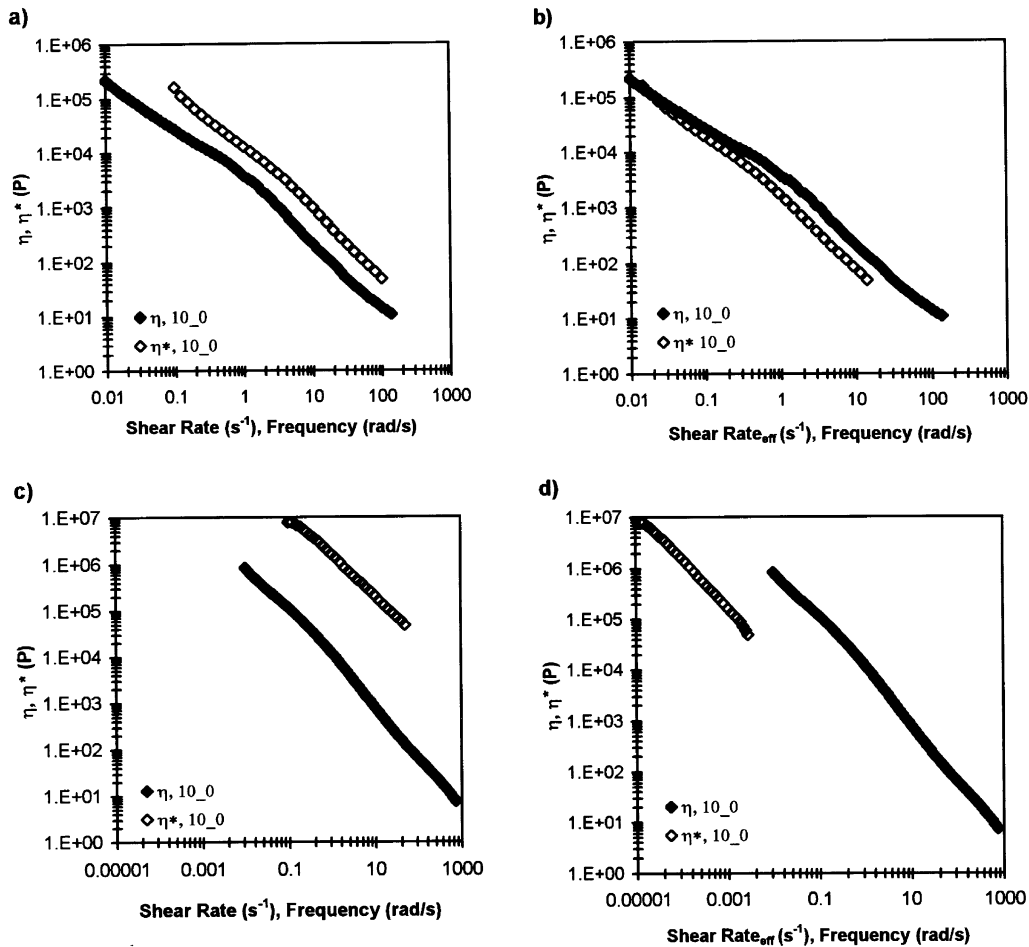 a)
1.E+06
1.E+05
1.E+04
1.E+03
1.E+02
1.E+01
1.E+00
η, η* (P)
η, 10_0
η*, 10_0
0.01 0.1 1 10 100 1000
Shear Rate (s⁻¹), Frequency (rad/s)
b)
1.E+06
1.E+05
1.E+04
1.E+03
1.E+02
1.E+01
1.E+00
η, η* (P)
η, 10_0
η* 10_0
0.01 0.1 1 10 100 1000
Shear Rateeff (s⁻¹), Frequency (rad/s)
c)
1.E+07
1.E+06
1.E+05
1.E+04
1.E+03
1.E+02
1.E+01
1.E+00
η, η* (P)
η, 10_0
η*, 10_0
0.00001 0.001 0.1 10 1000
Shear Rate (s⁻¹), Frequency (rad/s)
d)
1.E+07
1.E+06
1.E+05
1.E+04
1.E+03
1.E+02
1.E+01
1.E+00
η, η* (P)
η, 10_0
η*, 10_0
0.00001 0.001 0.1 10 1000
Shear Rateeff (s⁻¹), Frequency (rad/s)